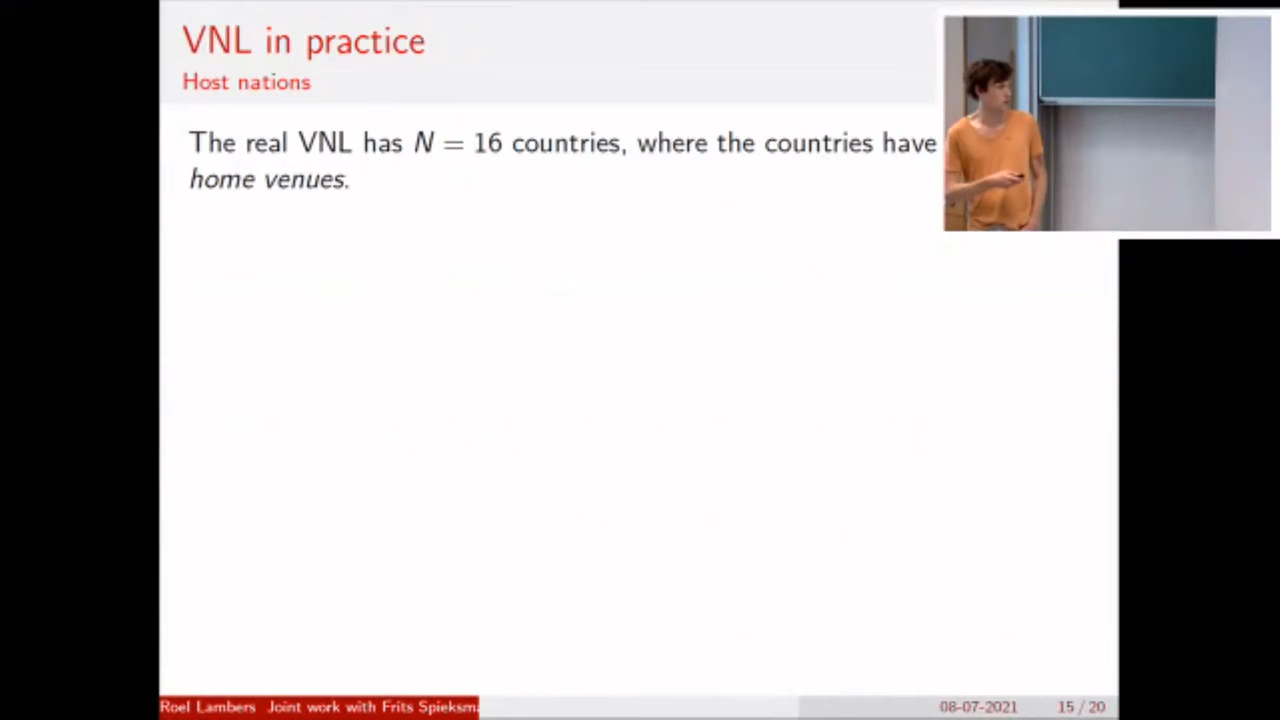 VNL in practice
Host nations
The real VNL has N = 16 countries, where the countries have
home venues.
Roel Lambers Joint work with Frits Spieksma
08-07-2021 15 / 20